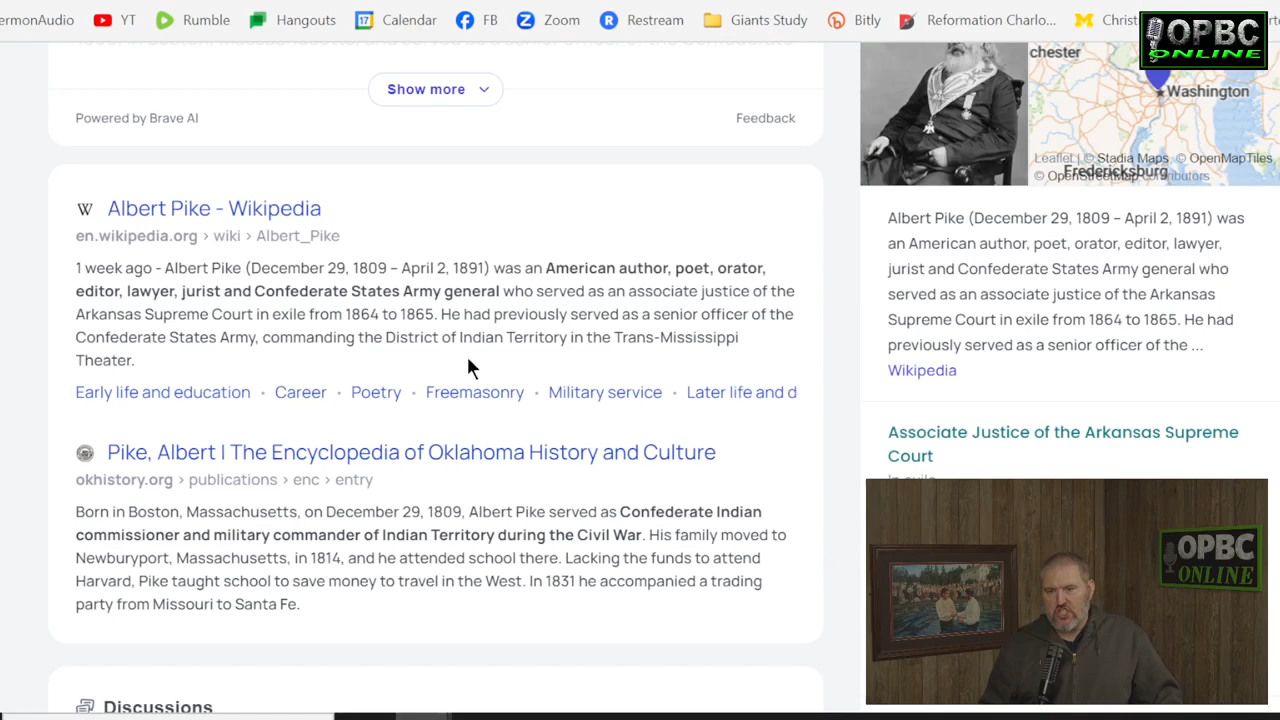 ermonAudio YT Rumble Hangouts 17 Calendar FB Zoom Restream Giants Study Bitly Reformation Charlo... Christ
OPBC
ONLINE
Show more
Powered by Brave AI Feedback
W Albert Pike - Wikipedia
en.wikipedia.org › wiki › Albert_Pike
1 week ago - Albert Pike (December 29, 1809 – April 2, 1891) was an American author, poet, orator,
editor, lawyer, jurist and Confederate States Army general who served as an associate justice of the
Arkansas Supreme Court in exile from 1864 to 1865. He had previously served as a senior officer of the
Confederate States Army, commanding the District of Indian Territory in the Trans-Mississippi
Theater.
Early life and education • Career • Poetry • Freemasonry • Military service • Later life and d
Pike, Albert | The Encyclopedia of Oklahoma History and Culture
okhistory.org › publications › enc › entry
Born in Boston, Massachusetts, on December 29, 1809, Albert Pike served as Confederate Indian
commissioner and military commander of Indian Territory during the Civil War. His family moved to
Newburyport, Massachusetts, in 1814, and he attended school there. Lacking the funds to attend
Harvard, Pike taught school to save money to travel in the West. In 1831 he accompanied a trading
party from Missouri to Santa Fe.
Discussions
chester
Washington
Leaflet | © Stadia Maps, © OpenMapTiles
Fredericksburg
© OpenStreetMap contributors
Albert Pike (December 29, 1809 – April 2, 1891) was
an American author, poet, orator, editor, lawyer,
jurist and Confederate States Army general who
served as an associate justice of the Arkansas
Supreme Court in exile from 1864 to 1865. He had
previously served as a senior officer of the ...
Wikipedia
Associate Justice of the Arkansas Supreme
Court
In exile
OPBC
ONLINE